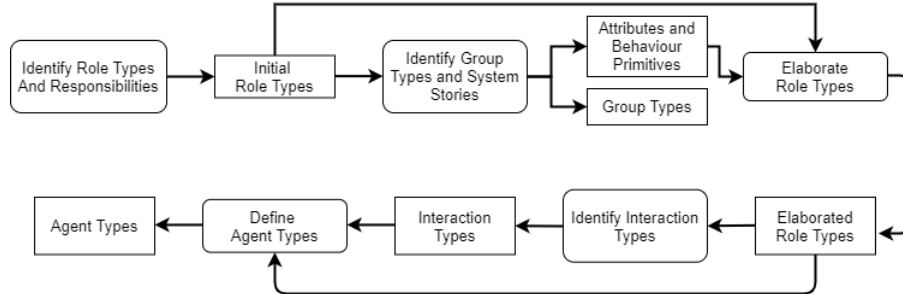 Identify Role Types
And Responsibilities
Initial
Role Types
Identify Group
Types and System
Stories
Attributes and
Behaviour
Primitives
Group Types
Elaborate
Role Types
Agent Types
Define
Agent Types
Interaction
Types
Identify Interaction
Types
Elaborated
Role Types